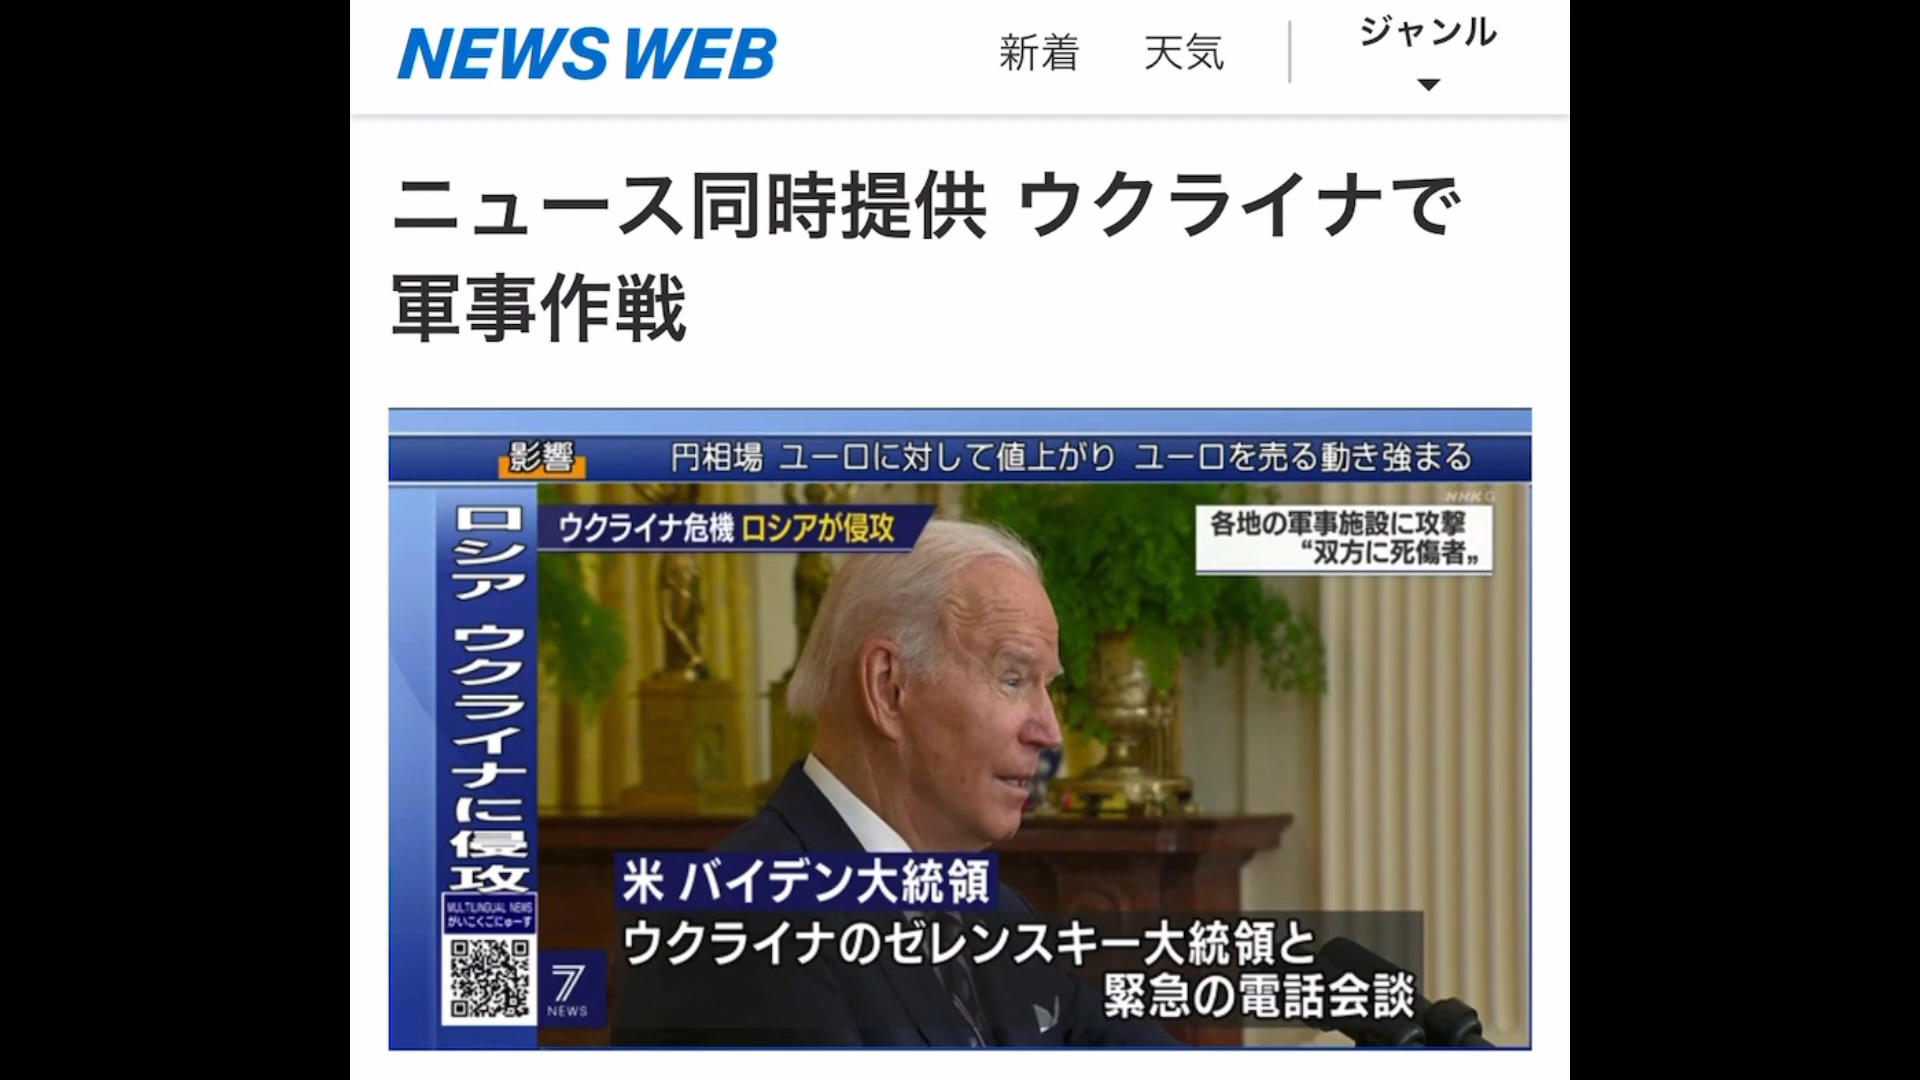 NEWS WEB
新着
天気
ジャンル
ニュース同時提供 ウクライナで
軍事作戦
影響
円相場 ユーロに対して値上がり ユーロを売る動き強まる
NHK G
ウクライナ危機 ロシアが侵攻
各地の軍事施設に攻撃
“双方に死傷者„
ロシア ウクライナに侵攻
米 バイデン大統領
ウクライナのゼレンスキー大統領と
緊急の電話会談
MULTILINGUAL NEWS
がいこくごにゅーす
7
NEWS